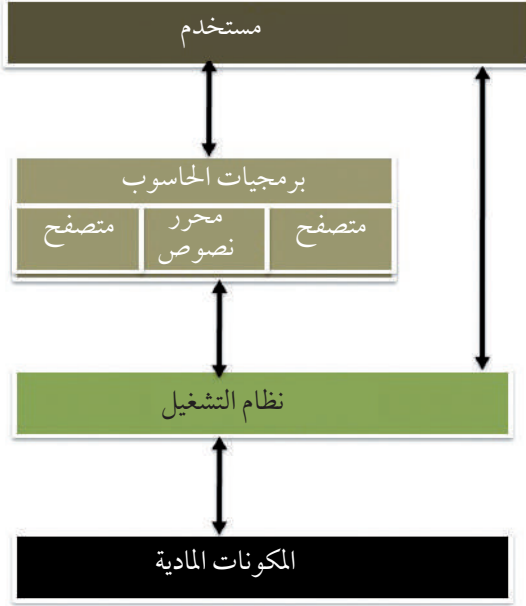 مستخدم
برمجيات الحاسوب
متصفح
محرر
نصوص
متصفح
نظام التشغيل
المكونات المادية